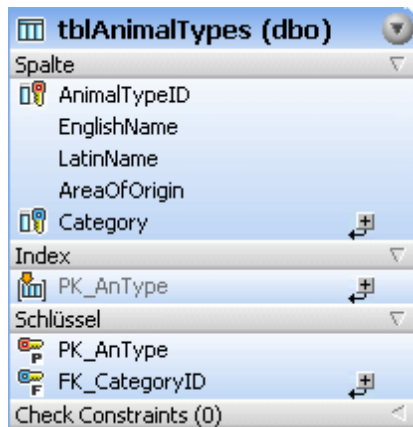 tblAnimalTypes (dbo)
Spalte
AnimalTypeID
EnglishName
LatinName
AreaOfOrigin
Category
Index
PK_AnType
Schlüssel
P PK_AnType
F FK_CategoryID
Check Constraints (0)